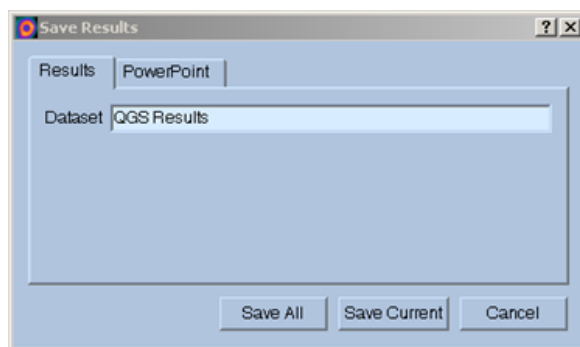 Save Results
Results PowerPoint
Dataset QGS Results
Save All Save Current Cancel